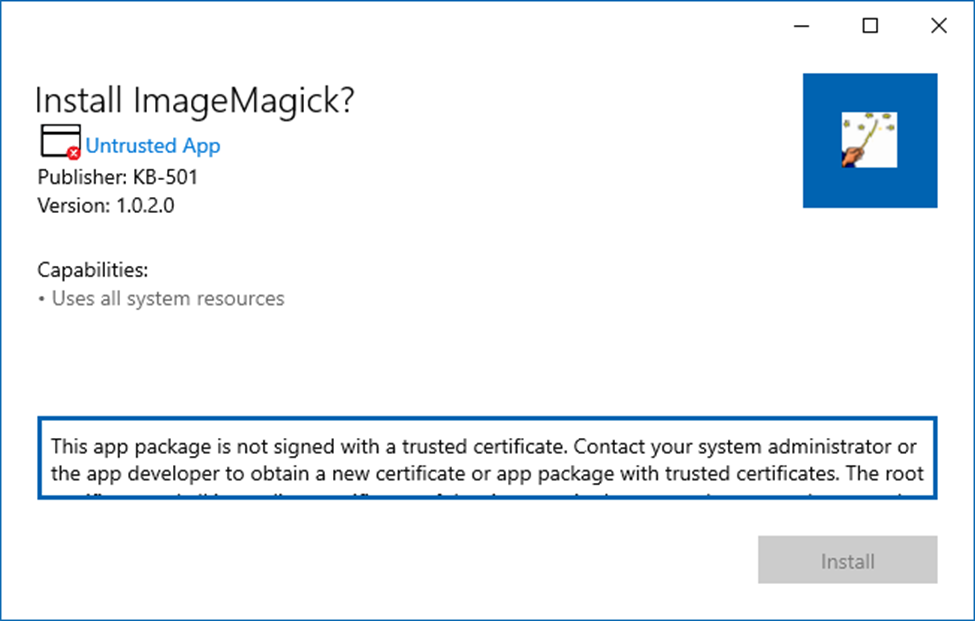 Install ImageMagick?
Untrusted App
Publisher: KB-501
Version: 1.0.2.0
Capabilities:
• Uses all system resources
This app package is not signed with a trusted certificate. Contact your system administrator or
the app developer to obtain a new certificate or app package with trusted certificates. The root
Install